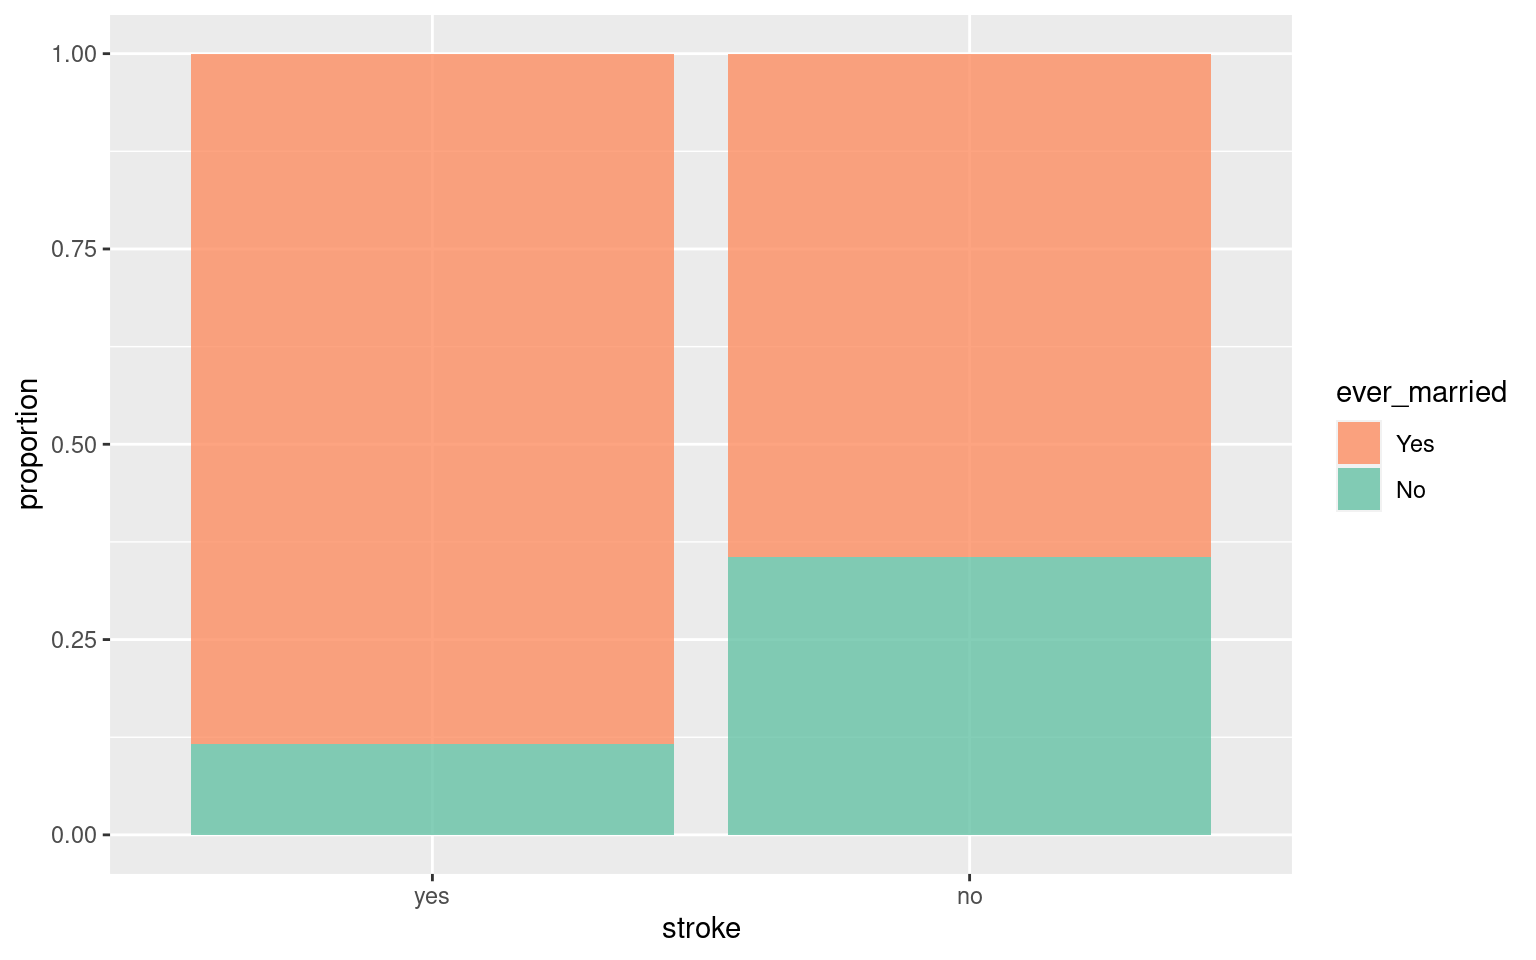 1.00
0.75
0.50
0.25
0.00
proportion
yes no
stroke
ever_married
Yes
No